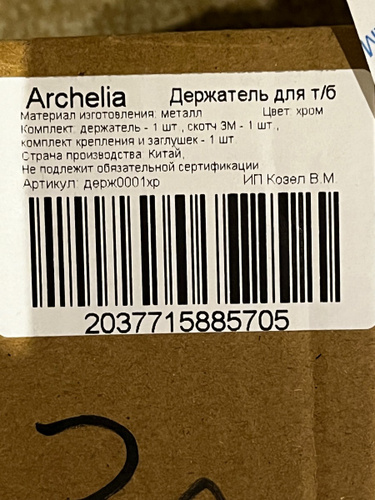 Archelia Держатель для т/б
Материал изготовления: металл Цвет: хром
Комплект: держатель - 1 шт., скотч 3М - 1 шт.,
комплект крепления и заглушек - 1 шт.
Страна производства: Китай,
Не подлежит обязательной сертификации
Артикул: держ0001хр ИП Козел В.М.
2037715885705